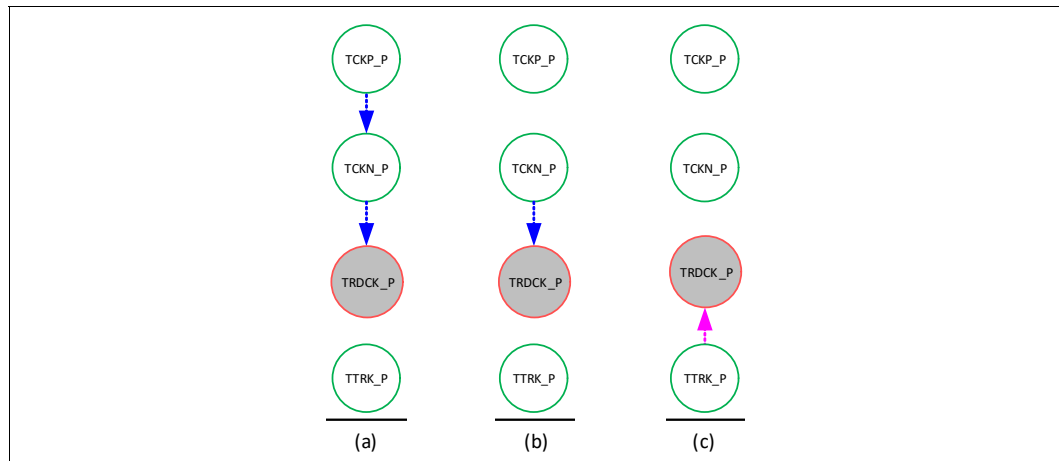 TCKP_P TCKP_P TCKP_P
TCKN_P TCKN_P TCKN_P
TRDCK_P TRDCK_P TRDCK_P
TTRK_P TTRK_P TTRK_P
(a) (b) (c)